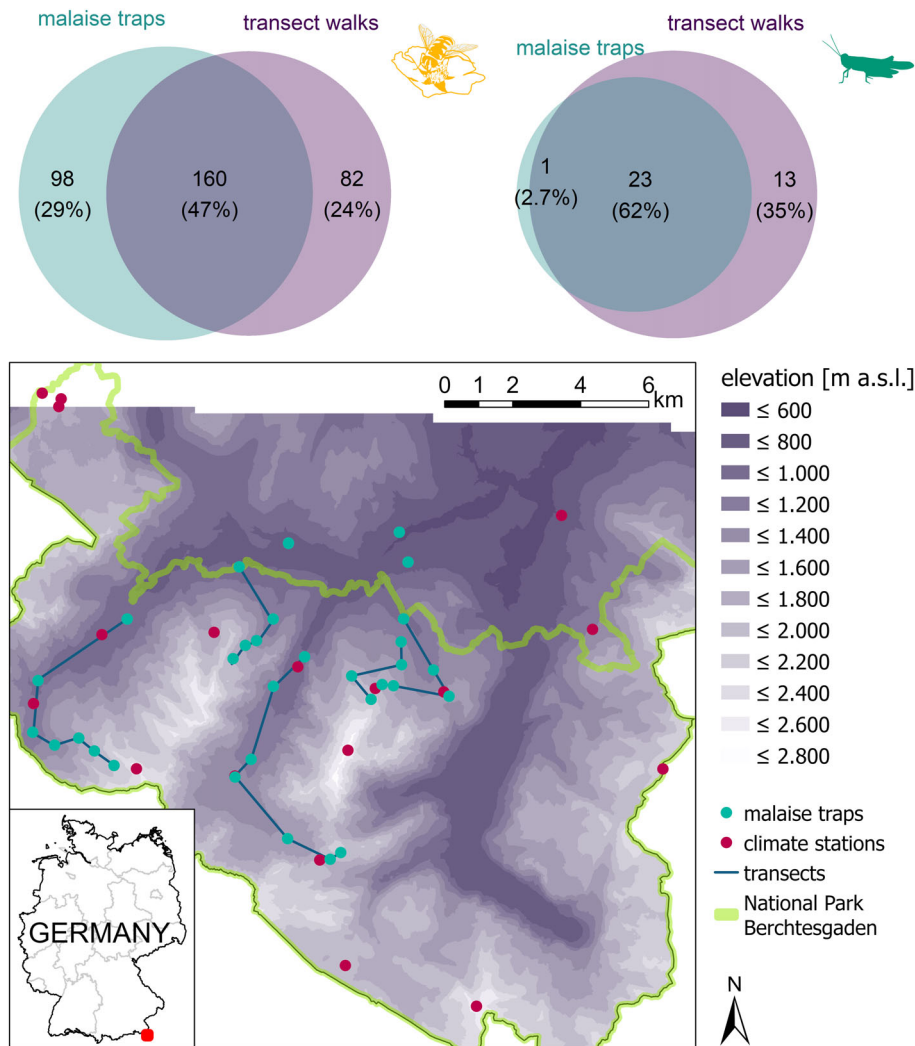 malaise traps
transect walks
98
(29%)
160
(47%)
82
(24%)
malaise traps
transect walks
1
(2.7%)
23
(62%)
13
(35%)
0 1 2 4 6
km
elevation [m a.s.l.]
≤ 600
≤ 800
≤ 1.000
≤ 1.200
≤ 1.400
≤ 1.600
≤ 1.800
≤ 2.000
≤ 2.200
≤ 2.400
≤ 2.600
≤ 2.800
malaise traps
climate stations
transects
National Park
Berchtesgaden
GERMANY
N